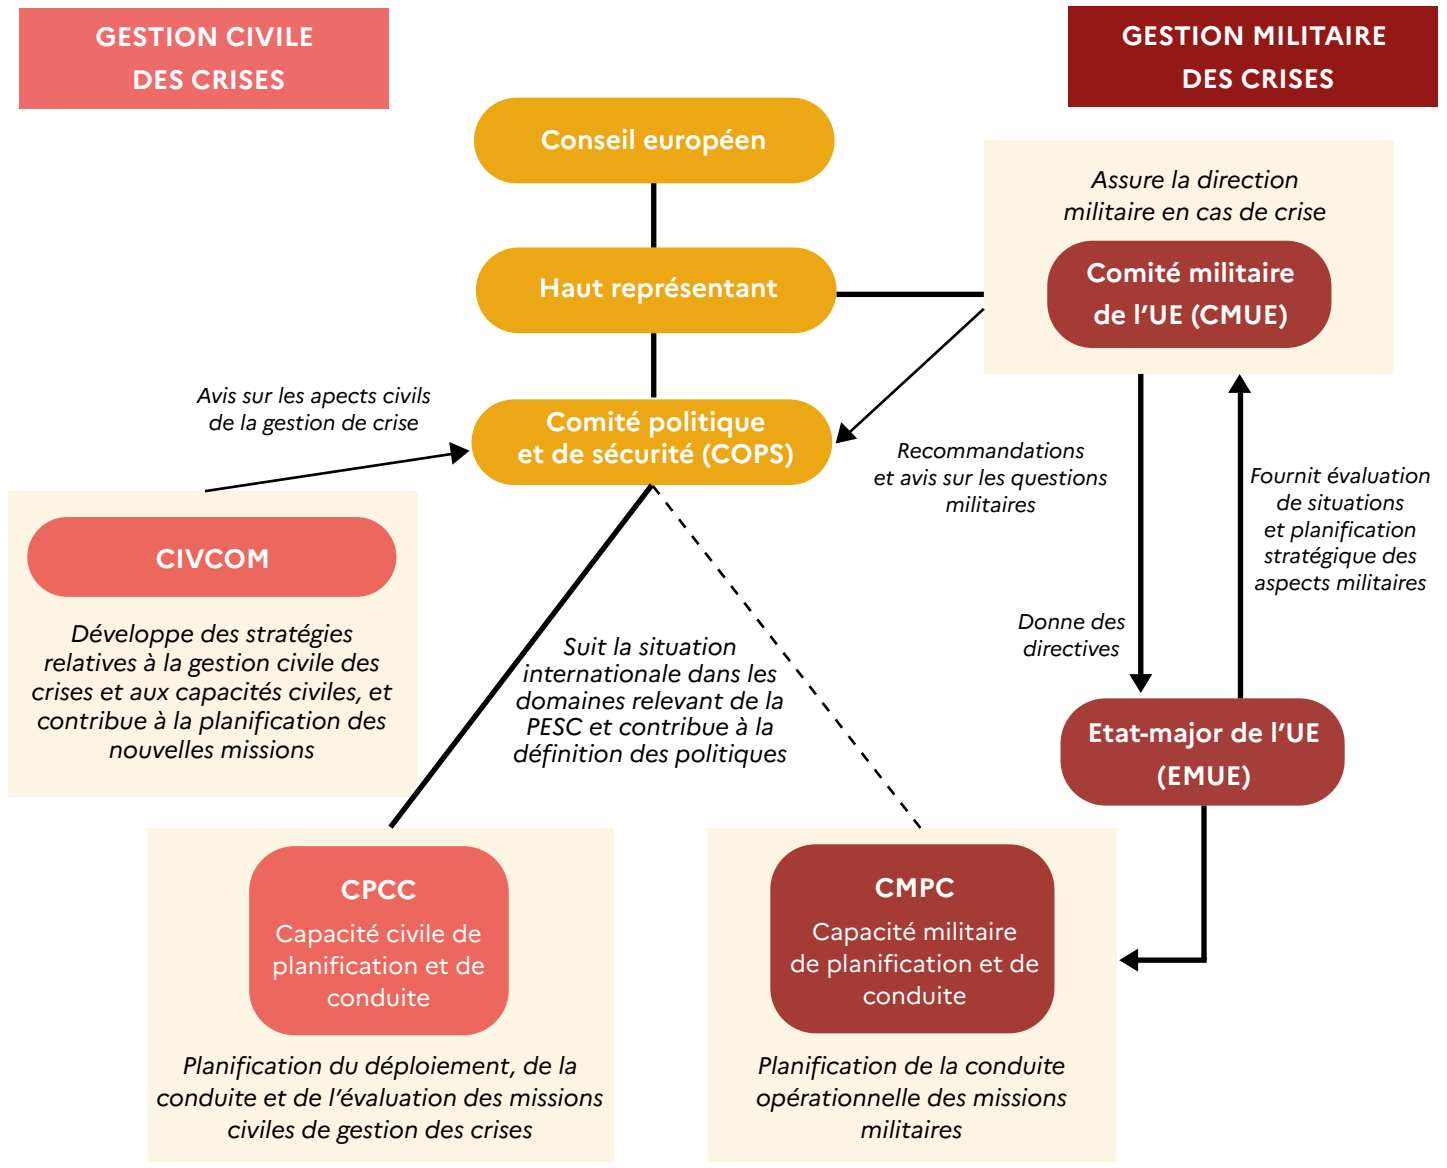 GESTION CIVILE
DES CRISES
GESTION MILITAIRE
DES CRISES
Conseil européen
Assure la direction
militaire en cas de crise
Haut représentant
Comité militaire
de l'UE (CMUE)
Avis sur les apects civils
de la gestion de crise
Comité politique
et de sécurité (COPS)
Recommandations
et avis sur les questions
militaires
Fournit évaluation
de situations
et planification
stratégique des
aspects militaires
CIVCOM
Développe des stratégies
relatives à la gestion civile des
crises et aux capacités civiles, et
contribue à la planification des
nouvelles missions
Suit la situation
internationale dans les
domaines relevant de la
PESC et contribue à la
définition des politiques
Donne des
directives
Etat-major de l'UE
(EMUE)
CPCC
Capacité civile de
planification et de
conduite
Planification du déploiement, de la
conduite et de l'évaluation des missions
civiles de gestion des crises
CMPC
Capacité militaire
de planification et de
conduite
Planification de la conduite
opérationnelle des missions
militaires